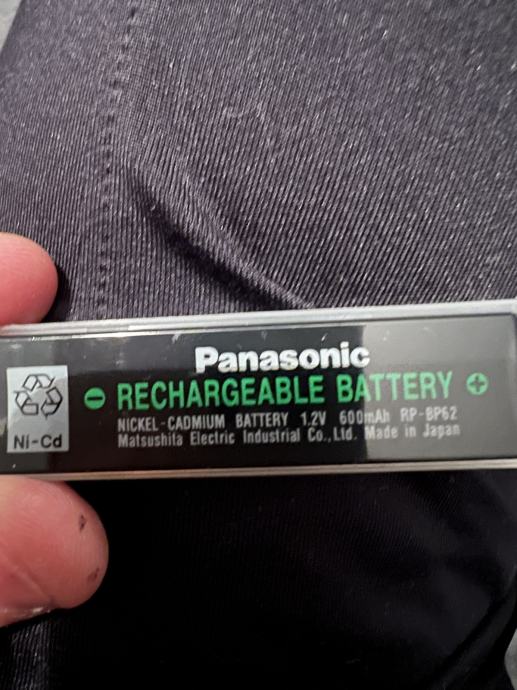 Panasonic
RECHARGEABLE BATTERY
NICKEL-CADMIUM BATTERY 1.2V 600mAh RP-BP62
Matsushita Electric Industrial Co.,Ltd. Made in Japan
Ni-Cd